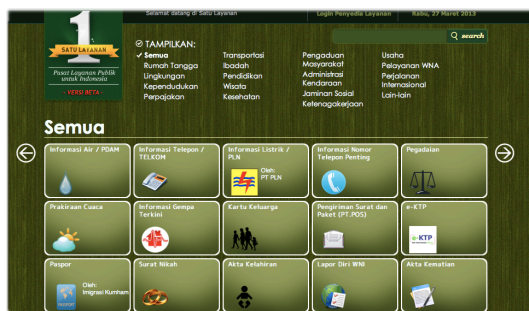 Selamat datang di Satu Layanan
Login Penyedia Layanan
Rabu, 27 Maret 2013
1
SATU LAYANAN
Pusat Layanan Publik
untuk Indonesia
- VERSI BETA -
search
TAMPILKAN:
Semua
Rumah Tangga
Lingkungan
Kependudukan
Perpajakan
Transportasi
Ibadah
Pendidikan
Wisata
Kesehatan
Pengaduan
Masyarakat
Administrasi
Kendaraan
Jaminan Sosial
Ketenagakerjaan
Usaha
Pelayanan WNA
Perjalanan
Internasional
Lain-lain
Semua
Informasi Air / PDAM
Informasi Telepon /
TELKOM
Informasi Listrik /
PLN
Oleh:
PT PLN
Informasi Nomor
Telepon Penting
Pegadaian
Prakiraan Cuaca
Informasi Gempa
Terkini
Kartu Keluarga
Pengiriman Surat dan
Paket (PT.POS)
e-KTP
e-KTP
Paspor
Oleh:
Imigrasi Kumham
Surat Nikah
Akta Kelahiran
Lapor Diri WNI
Akta Kematian